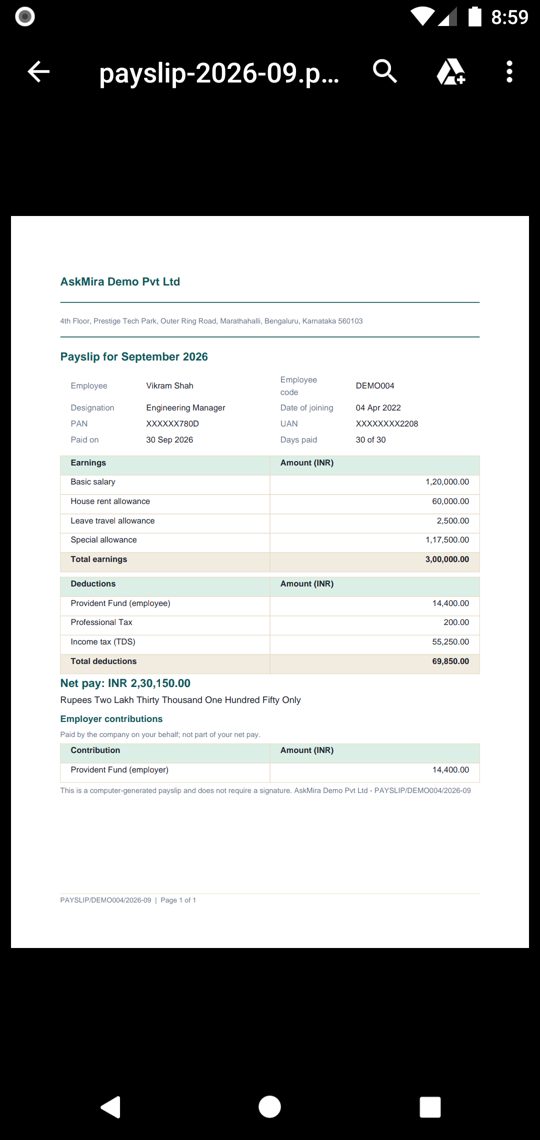 8:59
payslip-2026-09.p...
AskMira Demo Pvt Ltd
4th Floor, Prestige Tech Park, Outer Ring Road, Marathahalli, Bengaluru, Karnataka 560103
Payslip for September 2026
Employee Vikram Shah Employee code DEMO004
Designation Engineering Manager Date of joining 04 Apr 2022
PAN XXXXXX780D UAN XXXXXXXX2208
Paid on 30 Sep 2026 Days paid 30 of 30
Earnings Amount (INR)
Basic salary 1,20,000.00
House rent allowance 60,000.00
Leave travel allowance 2,500.00
Special allowance 1,17,500.00
Total earnings 3,00,000.00
Deductions Amount (INR)
Provident Fund (employee) 14,400.00
Professional Tax 200.00
Income tax (TDS) 55,250.00
Total deductions 69,850.00
Net pay: INR 2,30,150.00
Rupees Two Lakh Thirty Thousand One Hundred Fifty Only
Employer contributions
Paid by the company on your behalf; not part of your net pay.
Contribution Amount (INR)
Provident Fund (employer) 14,400.00
This is a computer-generated payslip and does not require a signature. AskMira Demo Pvt Ltd - PAYSLIP/DEMO004/2026-09
PAYSLIP/DEMO004/2026-09 | Page 1 of 1